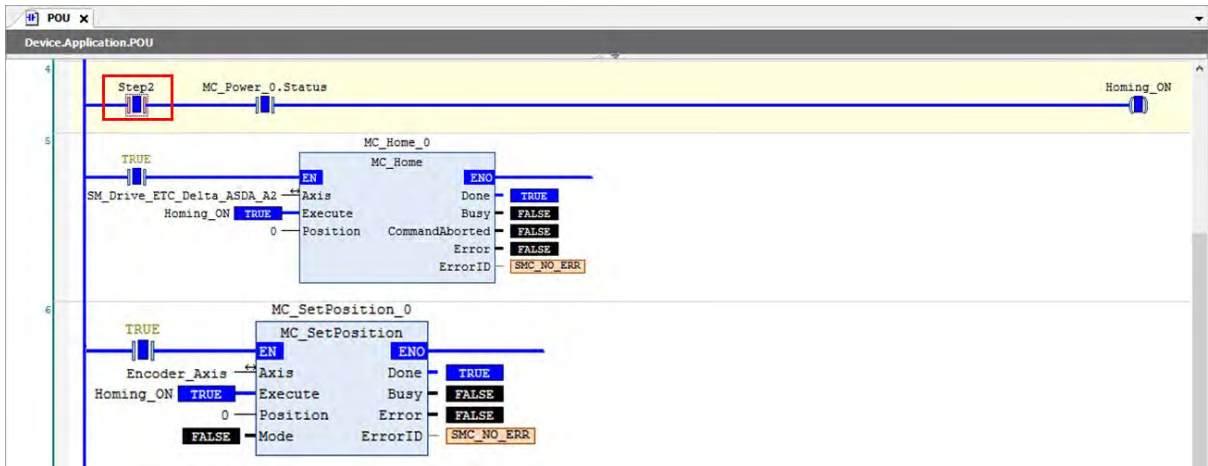 POU
Device.Application.POU
4
Step2 MC_Power_0.Status Homing_ON
5
MC_Home_0
TRUE MC_Home
EN ENO
SM_Drive_ETC_Delta_ASDA_A2 Axis Done TRUE
Homing_ON TRUE Execute Busy FALSE
0 Position CommandAborted FALSE
Error FALSE
ErrorID SMC_NO_ERR
6
MC_SetPosition_0
TRUE MC_SetPosition
EN ENO
Encoder_Axis Axis Done TRUE
Homing_ON TRUE Execute Busy FALSE
0 Position Error FALSE
FALSE Mode ErrorID SMC_NO_ERR